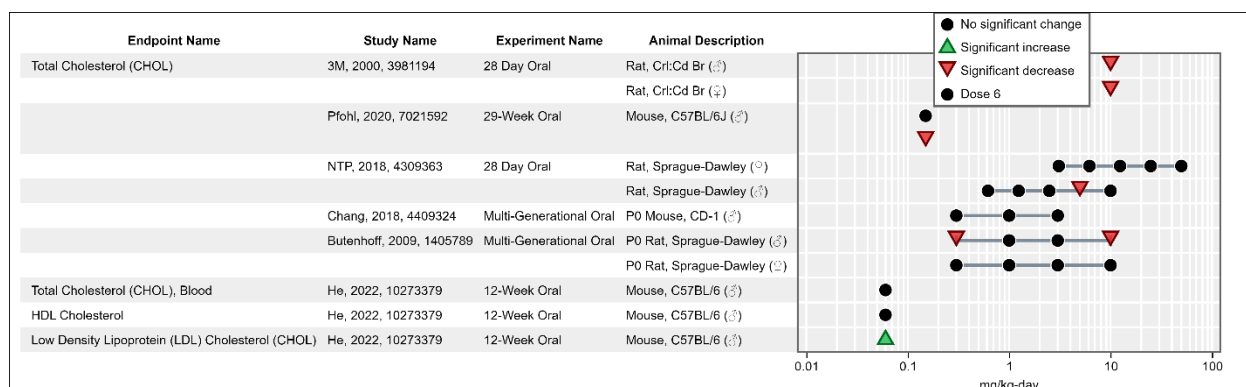 No significant change
Significant increase
Significant decrease
Dose 6
Endpoint Name Study Name Experiment Name Animal Description
Total Cholesterol (CHOL) 3M, 2000, 3981194 28 Day Oral Rat, Crl:Cd Br (♂)
Rat, Crl:Cd Br (♀)
Pfohl, 2020, 7021592 29-Week Oral Mouse, C57BL/6J (♂)
NTP, 2018, 4309363 28 Day Oral Rat, Sprague-Dawley (♀)
Rat, Sprague-Dawley (♂)
Chang, 2018, 4409324 Multi-Generational Oral P0 Mouse, CD-1 (♂)
Butenhoff, 2009, 1405789 Multi-Generational Oral P0 Rat, Sprague-Dawley (♂)
P0 Rat, Sprague-Dawley (♀)
Total Cholesterol (CHOL), Blood He, 2022, 10273379 12-Week Oral Mouse, C57BL/6 (♂)
HDL Cholesterol He, 2022, 10273379 12-Week Oral Mouse, C57BL/6 (♂)
Low Density Lipoprotein (LDL) Cholesterol (CHOL) He, 2022, 10273379 12-Week Oral Mouse, C57BL/6 (♂)
0.01 0.1 1 10 100
mg/kg-day